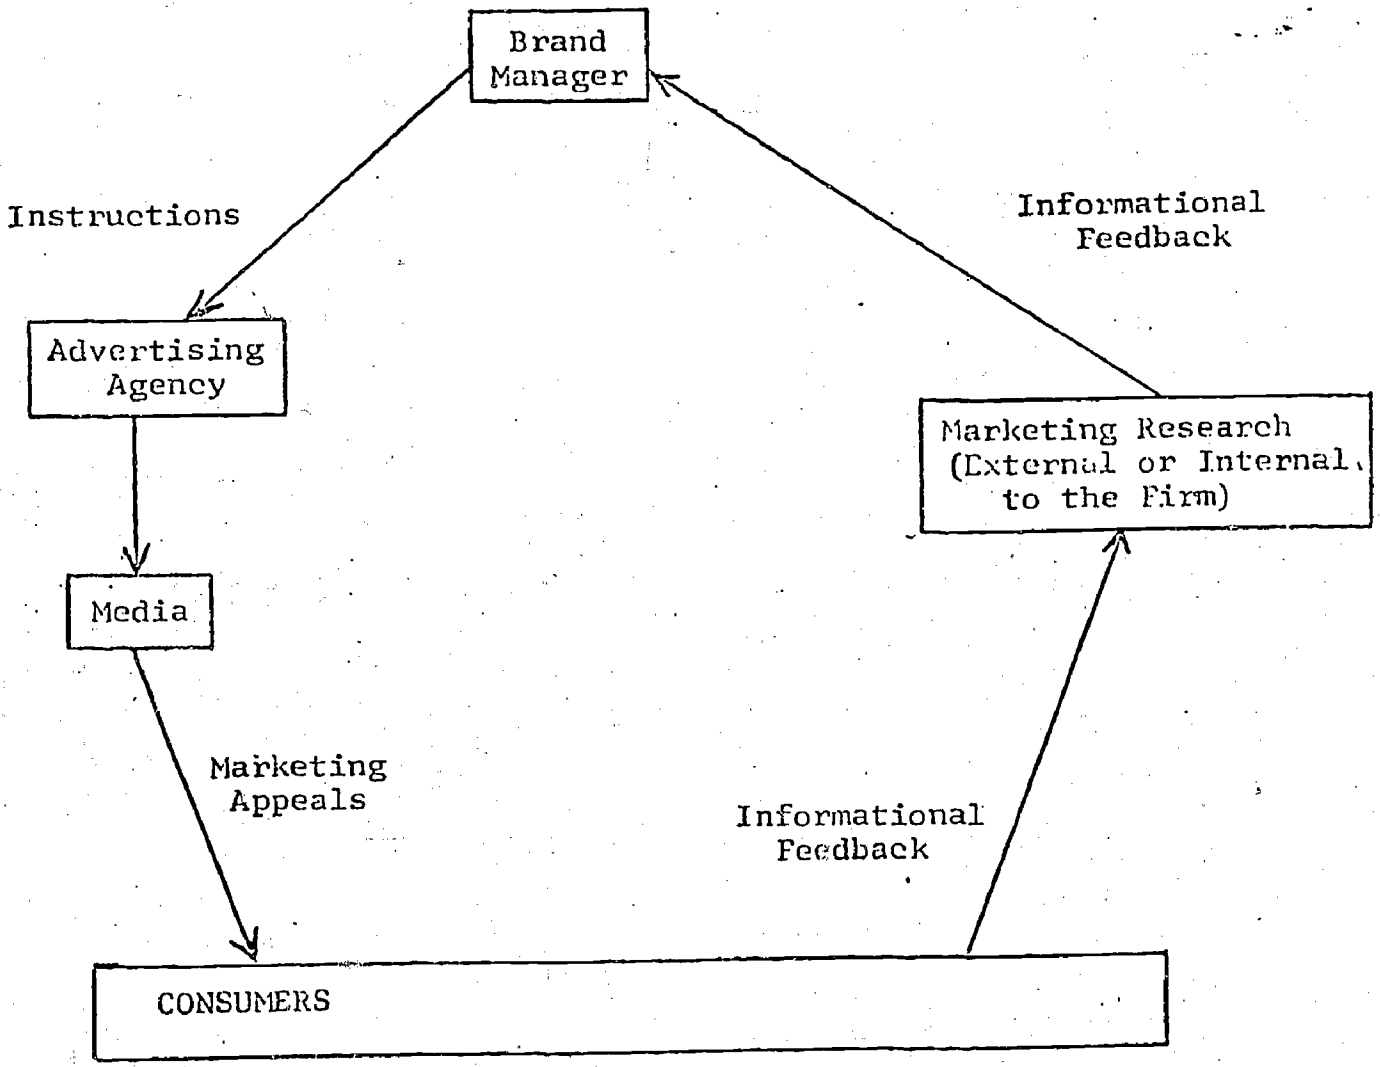 Brand
Manager
Instructions
Informational
Feedback
Advertising
Agency
Marketing Research
(External or Internal
to the Firm)
Media
Marketing
Appeals
Informational
Feedback
CONSUMERS